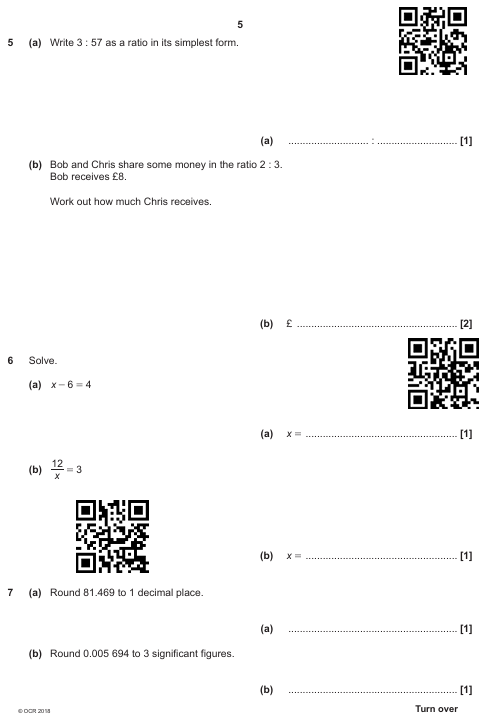 5
5 (a) Write 3 : 57 as a ratio in its simplest form.
(a) ............................ : ............................ [1]
(b) Bob and Chris share some money in the ratio 2 : 3.
Bob receives £8.
Work out how much Chris receives.
(b) £ ........................................................ [2]
6 Solve.
(a) x − 6 = 4
(a) x = ..................................................... [1]
(b) 12/x = 3
(b) x = ..................................................... [1]
7 (a) Round 81.469 to 1 decimal place.
(a) ........................................................... [1]
(b) Round 0.005 694 to 3 significant figures.
(b) ........................................................... [1]
© OCR 2018
Turn over